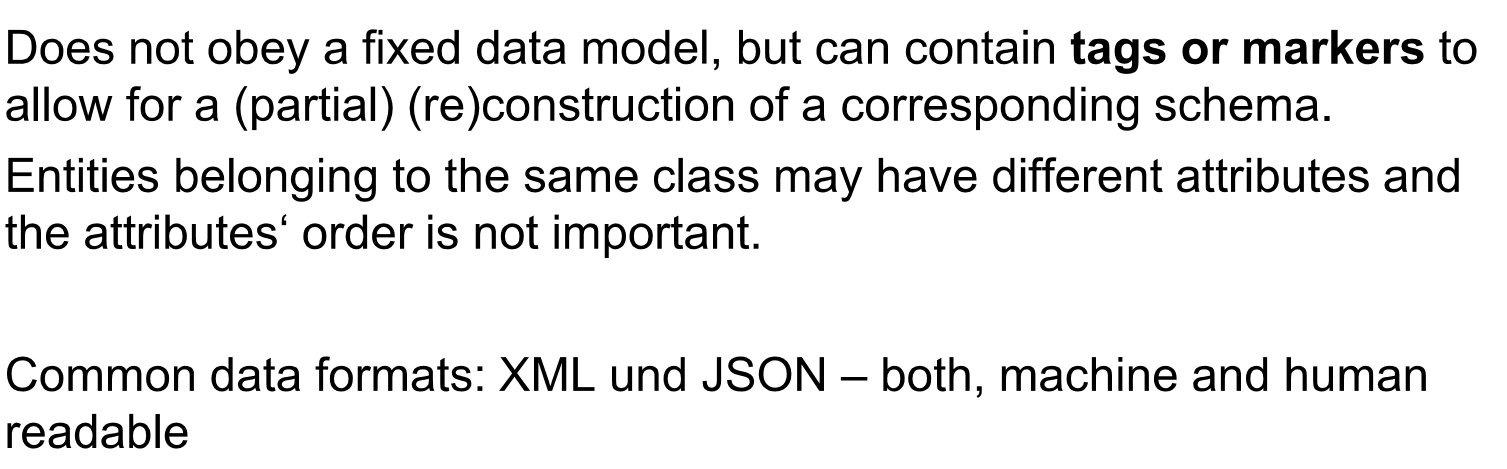 Does not obey a fixed data model, but can contain tags or markers to
allow for a (partial) (re)construction of a corresponding schema.
Entities belonging to the same class may have different attributes and
the attributes‘ order is not important.
Common data formats: XML und JSON – both, machine and human
readable